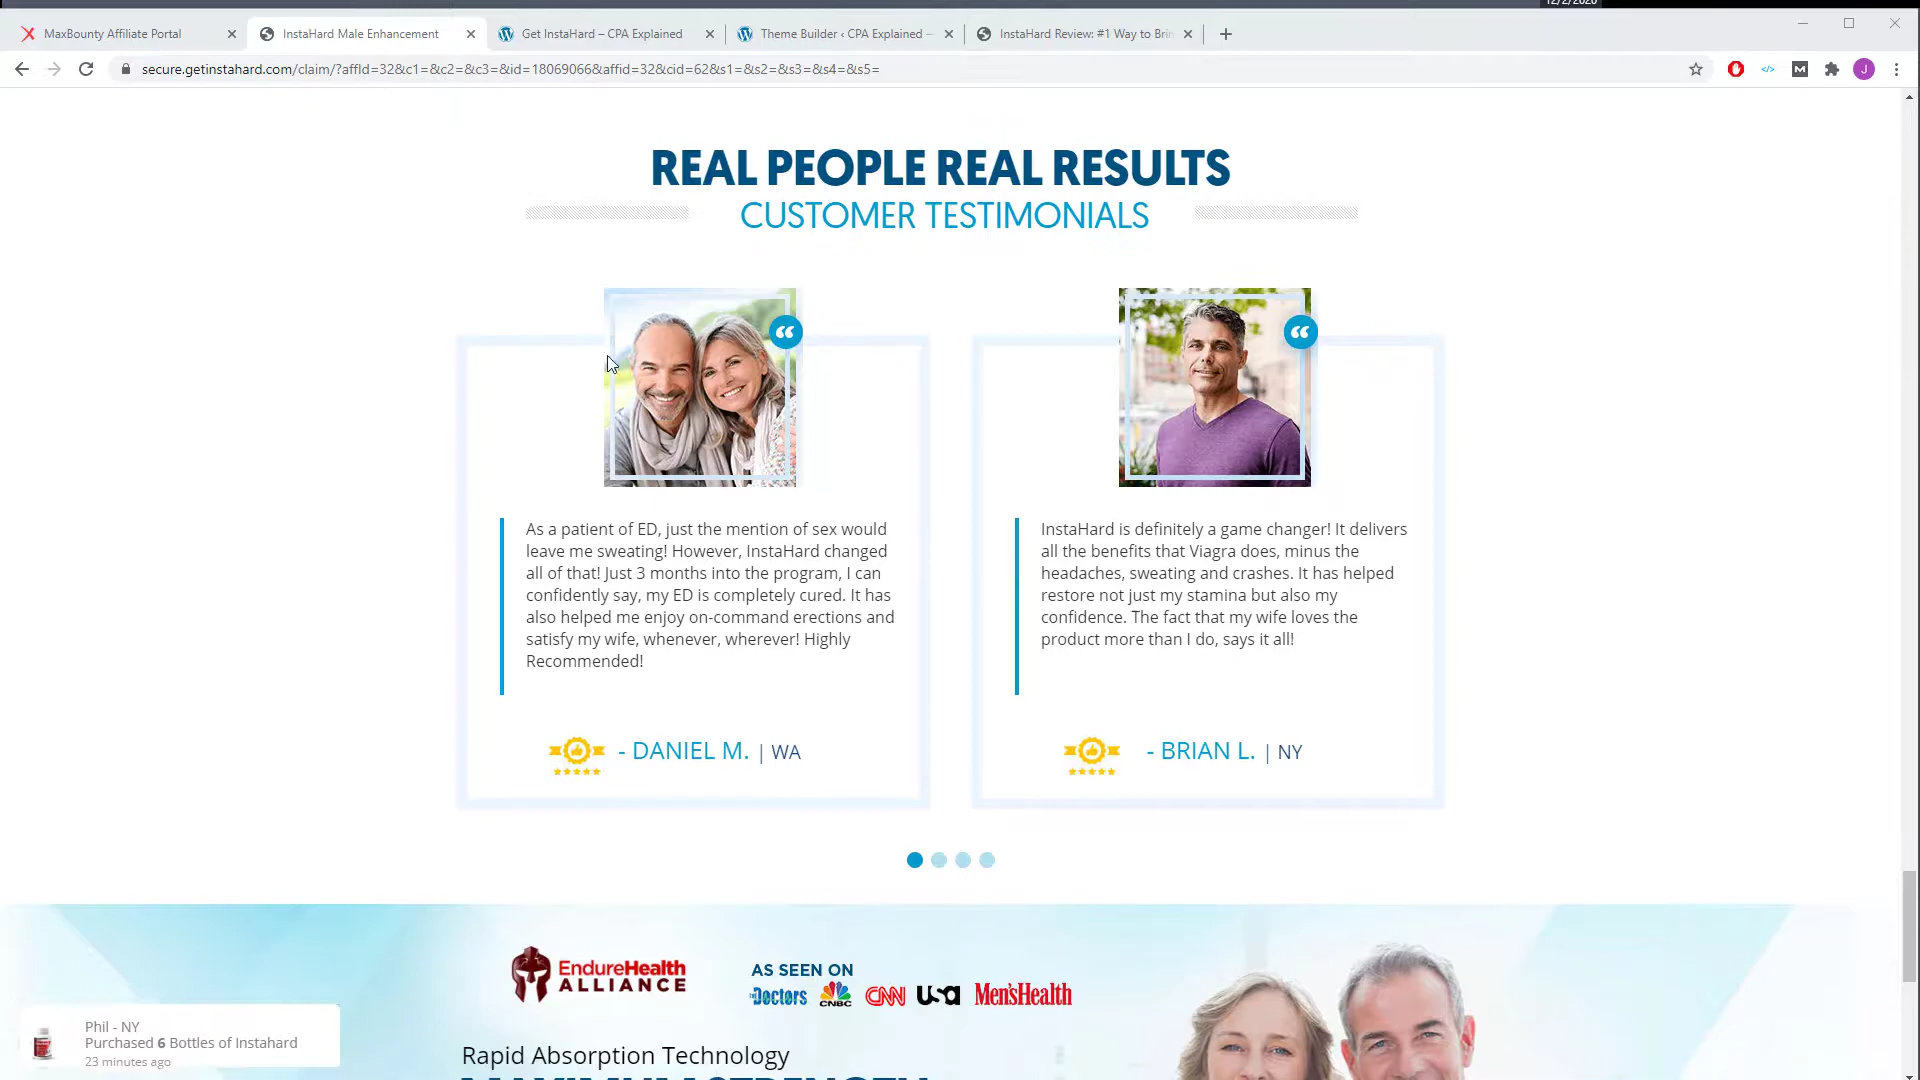 12/2/2020
MaxBounty Affiliate Portal
InstaHard Male Enhancement
Get InstaHard – CPA Explained
Theme Builder ‹ CPA Explained —
InstaHard Review: #1 Way to Brin
secure.getinstahard.com/claim/?affId=32&c1=&c2=&c3=&id=18069066&affid=32&cid=62&s1=&s2=&s3=&s4=&s5=
J
REAL PEOPLE REAL RESULTS
CUSTOMER TESTIMONIALS
As a patient of ED, just the mention of sex would
leave me sweating! However, InstaHard changed
all of that! Just 3 months into the program, I can
confidently say, my ED is completely cured. It has
also helped me enjoy on-command erections and
satisfy my wife, whenever, wherever! Highly
Recommended!
- DANIEL M. | WA
InstaHard is definitely a game changer! It delivers
all the benefits that Viagra does, minus the
headaches, sweating and crashes. It has helped
restore not just my stamina but also my
confidence. The fact that my wife loves the
product more than I do, says it all!
- BRIAN L. | NY
EndureHealth
ALLIANCE
AS SEEN ON
The Doctors CNBC CNN USA Men'sHealth
Phil - NY
Purchased 6 Bottles of Instahard
23 minutes ago
Rapid Absorption Technology
MAXIMUM STRENGTH